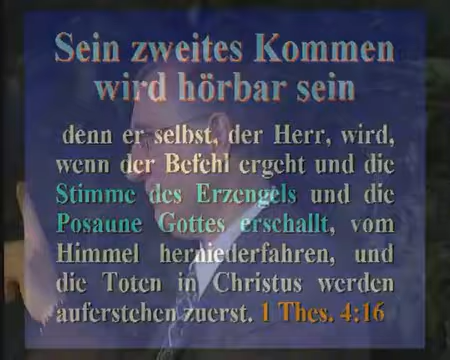 Sein zweites Kommen
wird hörbar sein
denn er selbst, der Herr, wird,
wenn der Befehl ergeht und die
Stimme des Erzengels und die
Posaune Gottes erschallt, vom
Himmel herniederfahren, und
die Toten in Christus werden
auferstehen zuerst. 1 Thes. 4:16